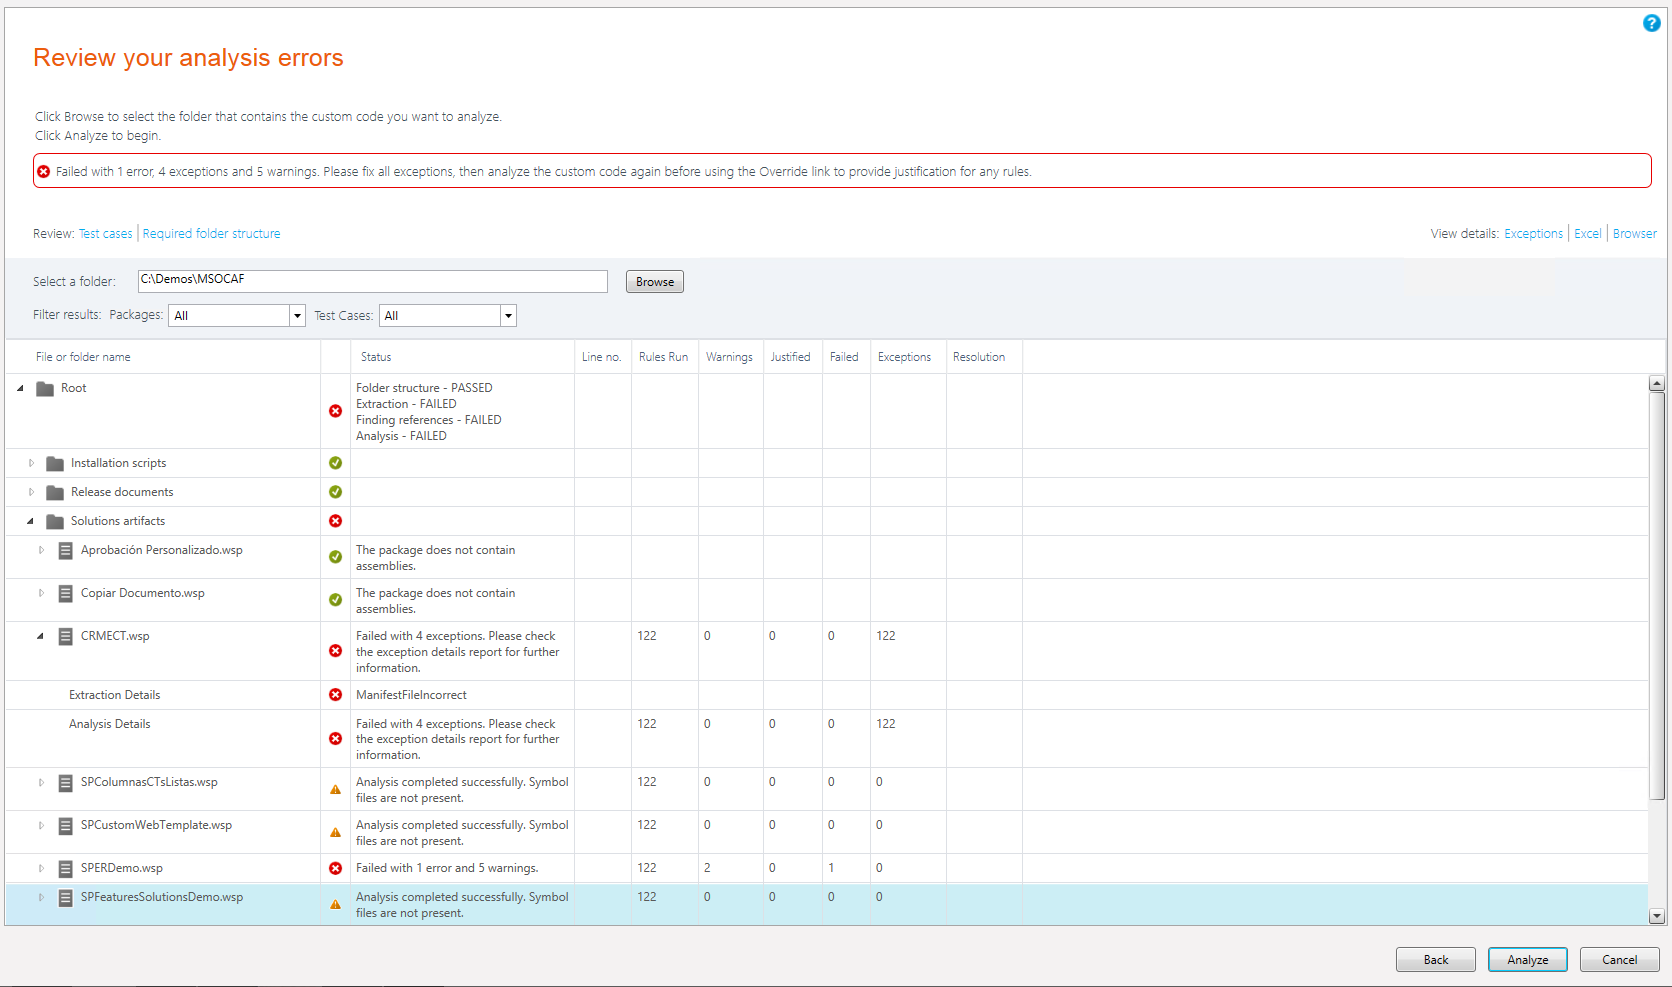 ?
Review your analysis errors
Click Browse to select the folder that contains the custom code you want to analyze.
Click Analyze to begin.
Failed with 1 error, 4 exceptions and 5 warnings. Please fix all exceptions, then analyze the custom code again before using the Override link to provide justification for any rules.
Review: Test cases | Required folder structure
View details: Exceptions | Excel | Browser
Select a folder: C:\Demos\MSOCAF Browse
Filter results: Packages: All Test Cases: All
File or folder name Status Line no. Rules Run Warnings Justified Failed Exceptions Resolution
Root
Folder structure - PASSED
Extraction - FAILED
Finding references - FAILED
Analysis - FAILED
Installation scripts
Release documents
Solutions artifacts
Aprobación Personalizado.wsp The package does not contain
assemblies.
Copiar Documento.wsp The package does not contain
assemblies.
CRMECT.wsp Failed with 4 exceptions. Please check 122 0 0 0 122
the exception details report for further
information.
Extraction Details ManifestFileIncorrect
Analysis Details Failed with 4 exceptions. Please check 122 0 0 0 122
the exception details report for further
information.
SPColumnasCTsListas.wsp Analysis completed successfully. Symbol 122 0 0 0 0
files are not present.
SPCustomWebTemplate.wsp Analysis completed successfully. Symbol 122 0 0 0 0
files are not present.
SPERDemo.wsp Failed with 1 error and 5 warnings. 122 2 0 1 0
SPFeaturesSolutionsDemo.wsp Analysis completed successfully. Symbol 122 0 0 0 0
files are not present.
Back Analyze Cancel